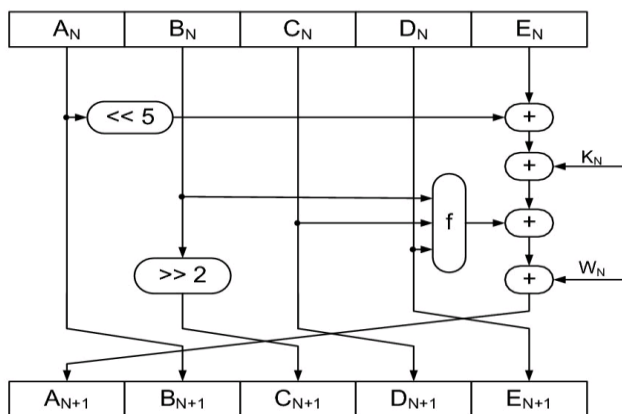 A_N B_N C_N D_N E_N
<< 5 +
+ K_N
f +
>> 2 + W_N
A_N+1 B_N+1 C_N+1 D_N+1 E_N+1